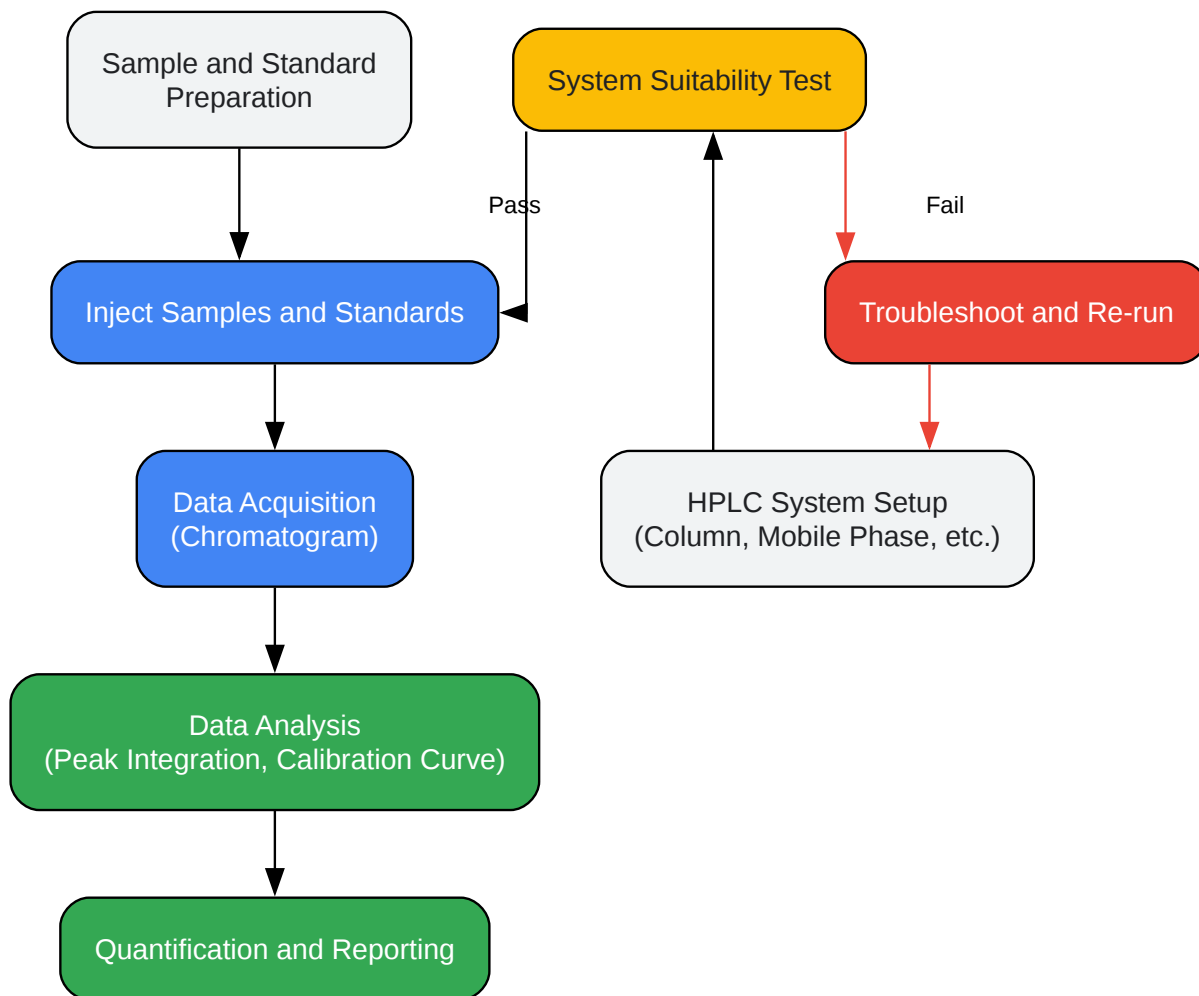 Sample and Standard
Preparation
System Suitability Test
Pass
Fail
Inject Samples and Standards
Troubleshoot and Re-run
Data Acquisition
(Chromatogram)
HPLC System Setup
(Column, Mobile Phase, etc.)
Data Analysis
(Peak Integration, Calibration Curve)
Quantification and Reporting